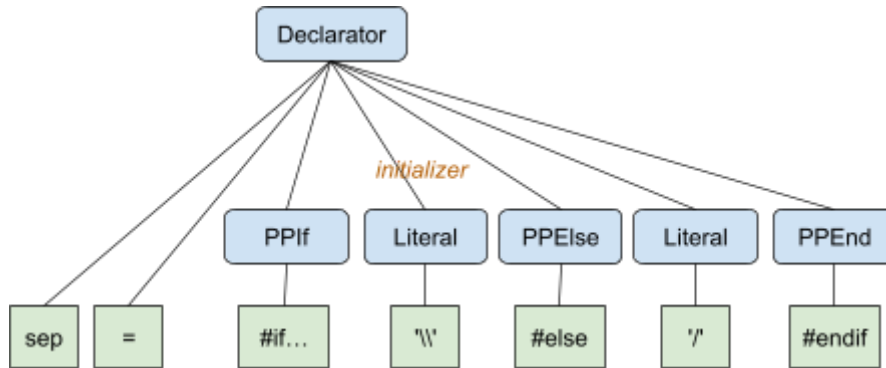 Declarator
initializer
PPIf Literal PPElse Literal PPEnd
sep = #if… '\\' #else '/' #endif